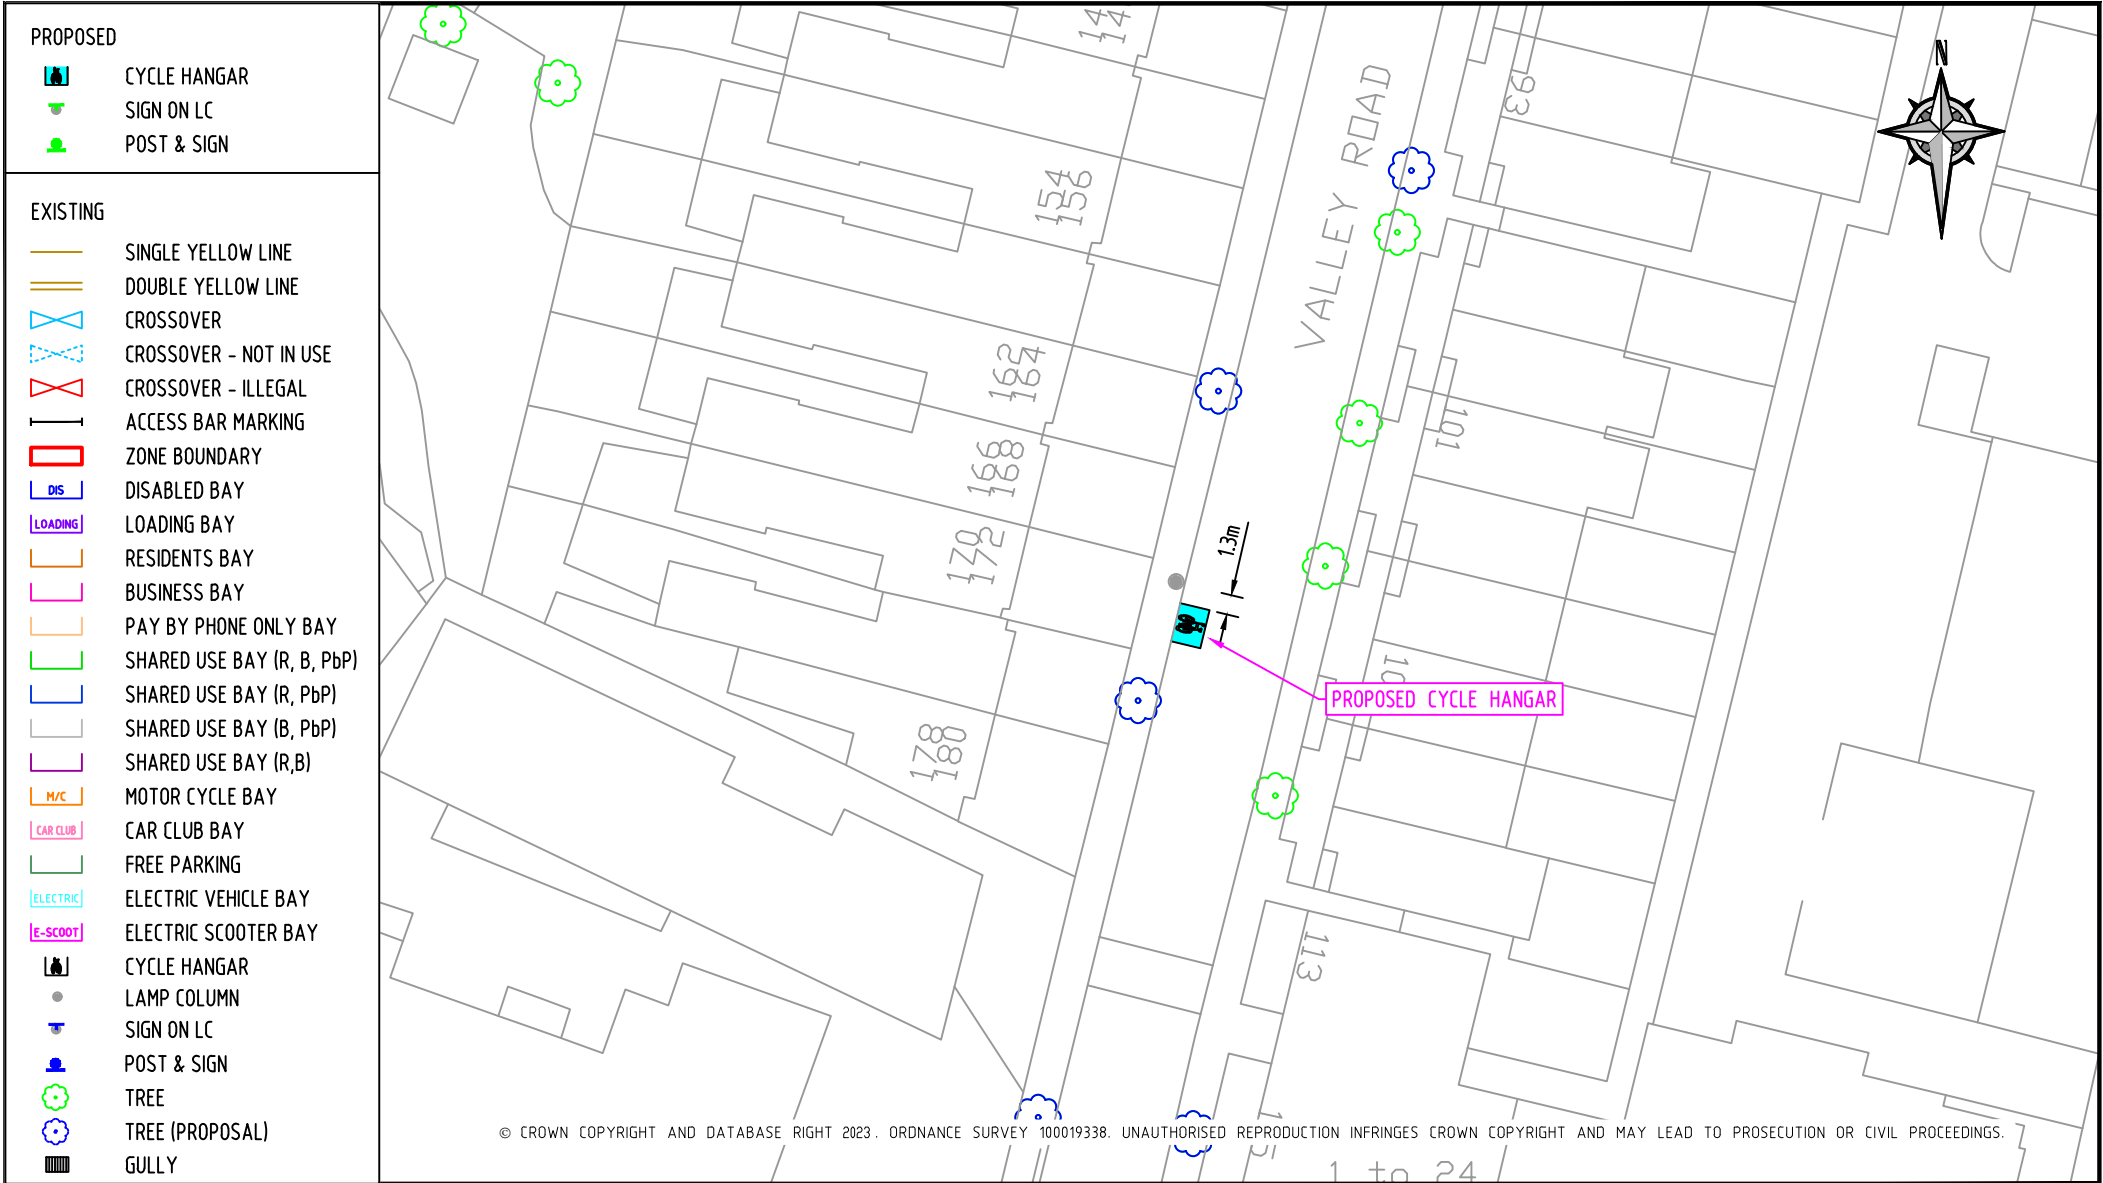 PROPOSED
CYCLE HANGAR
SIGN ON LC
POST & SIGN
EXISTING
SINGLE YELLOW LINE
DOUBLE YELLOW LINE
CROSSOVER
CROSSOVER - NOT IN USE
CROSSOVER - ILLEGAL
ACCESS BAR MARKING
ZONE BOUNDARY
DIS DISABLED BAY
LOADING LOADING BAY
RESIDENTS BAY
BUSINESS BAY
PAY BY PHONE ONLY BAY
SHARED USE BAY (R, B, PbP)
SHARED USE BAY (R, PbP)
SHARED USE BAY (B, PbP)
SHARED USE BAY (R,B)
M/C MOTOR CYCLE BAY
CAR CLUB CAR CLUB BAY
FREE PARKING
ELECTRIC ELECTRIC VEHICLE BAY
E-SCOOT ELECTRIC SCOOTER BAY
CYCLE HANGAR
LAMP COLUMN
SIGN ON LC
POST & SIGN
TREE
TREE (PROPOSAL)
GULLY
N
VALLEY ROAD
93
154
156
162
164
101
166
168
170
172
1.3m
PROPOSED CYCLE HANGAR
178
180
113
© CROWN COPYRIGHT AND DATABASE RIGHT 2023. ORDNANCE SURVEY 100019338. UNAUTHORISED REPRODUCTION INFRINGES CROWN COPYRIGHT AND MAY LEAD TO PROSECUTION OR CIVIL PROCEEDINGS.
1 to 24